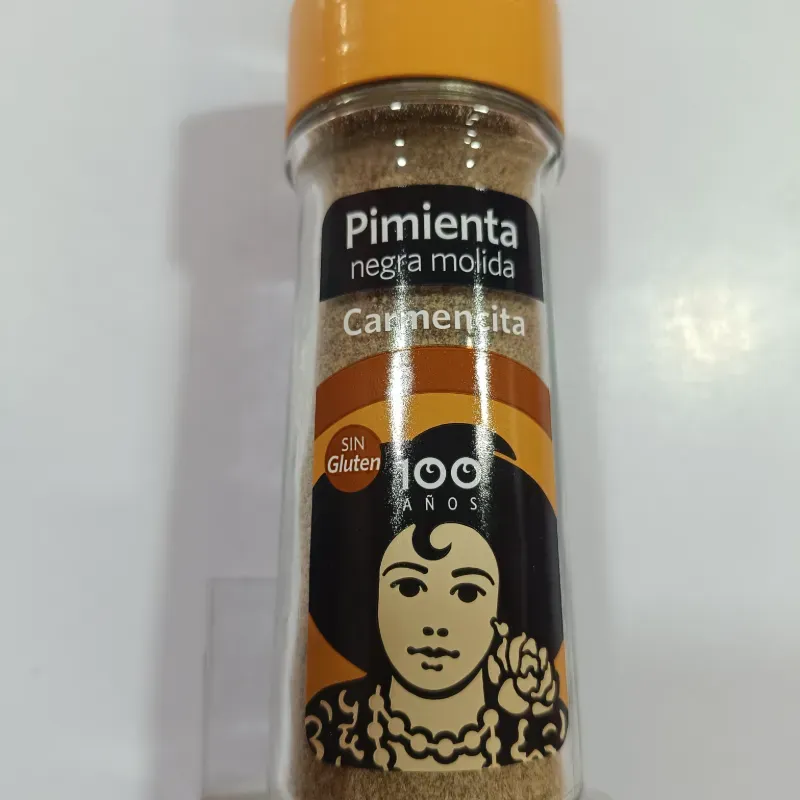 Pimienta
negra molida
Carmencita
SIN
Gluten
100
AÑOS